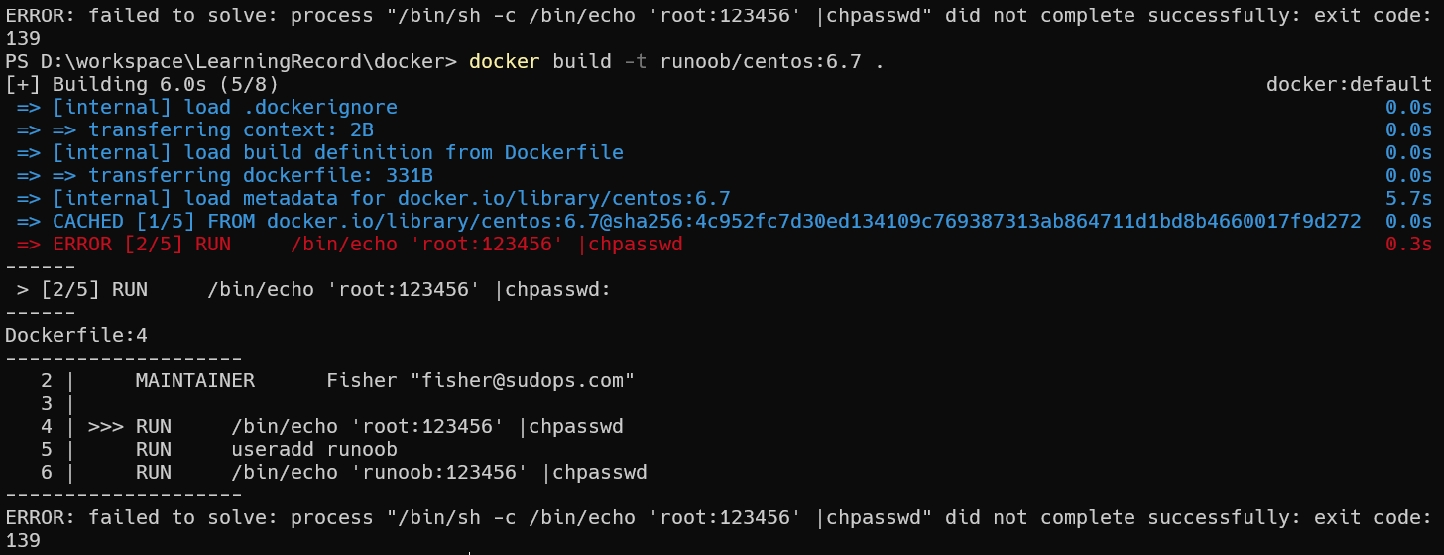 ERROR: failed to solve: process "/bin/sh -c /bin/echo 'root:123456' |chpasswd" did not complete successfully: exit code:
139
PS D:\workspace\LearningRecord\docker> docker build -t runoob/centos:6.7 .
[+] Building 6.0s (5/8) docker:default
=> [internal] load .dockerignore 0.0s
=> => transferring context: 2B 0.0s
=> [internal] load build definition from Dockerfile 0.0s
=> => transferring dockerfile: 331B 0.0s
=> [internal] load metadata for docker.io/library/centos:6.7 5.7s
=> CACHED [1/5] FROM docker.io/library/centos:6.7@sha256:4c952fc7d30ed134109c769387313ab864711d1bd8b4660017f9d272 0.0s
=> ERROR [2/5] RUN     /bin/echo 'root:123456' |chpasswd 0.3s
------
> [2/5] RUN     /bin/echo 'root:123456' |chpasswd:
------
Dockerfile:4
--------------------
2 |     MAINTAINER      Fisher "fisher@sudops.com"
3 |
4 | >>> RUN     /bin/echo 'root:123456' |chpasswd
5 |     RUN     useradd runoob
6 |     RUN     /bin/echo 'runoob:123456' |chpasswd
--------------------
ERROR: failed to solve: process "/bin/sh -c /bin/echo 'root:123456' |chpasswd" did not complete successfully: exit code:
139